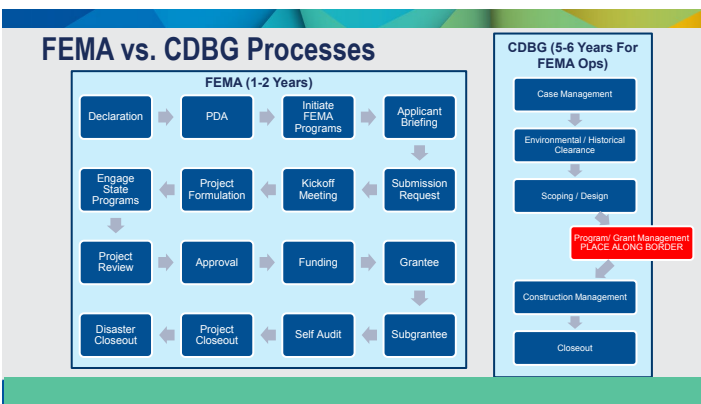 FEMA vs. CDBG Processes
FEMA (1-2 Years)
Declaration
PDA
Initiate
FEMA
Programs
Applicant
Briefing
Engage
State
Programs
Project
Formulation
Kickoff
Meeting
Submission
Request
Project
Review
Approval
Funding
Grantee
Disaster
Closeout
Project
Closeout
Self Audit
Subgrantee
CDBG (5-6 Years For
FEMA Ops)
Case Management
Environmental / Historical
Clearance
Scoping / Design
Program/ Grant Management
PLACE ALONG BORDER
Construction Management
Closeout